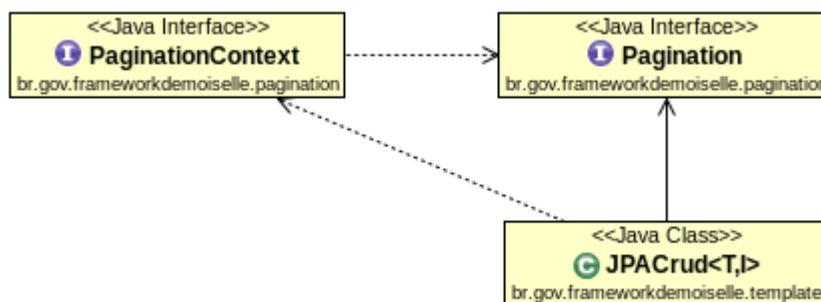 <<Java Interface>>
I PaginationContext
br.gov.frameworkdemoiselle.pagination
<<Java Interface>>
I Pagination
br.gov.frameworkdemoiselle.pagination
<<Java Class>>
C JPACrud<T,I>
br.gov.frameworkdemoiselle.template